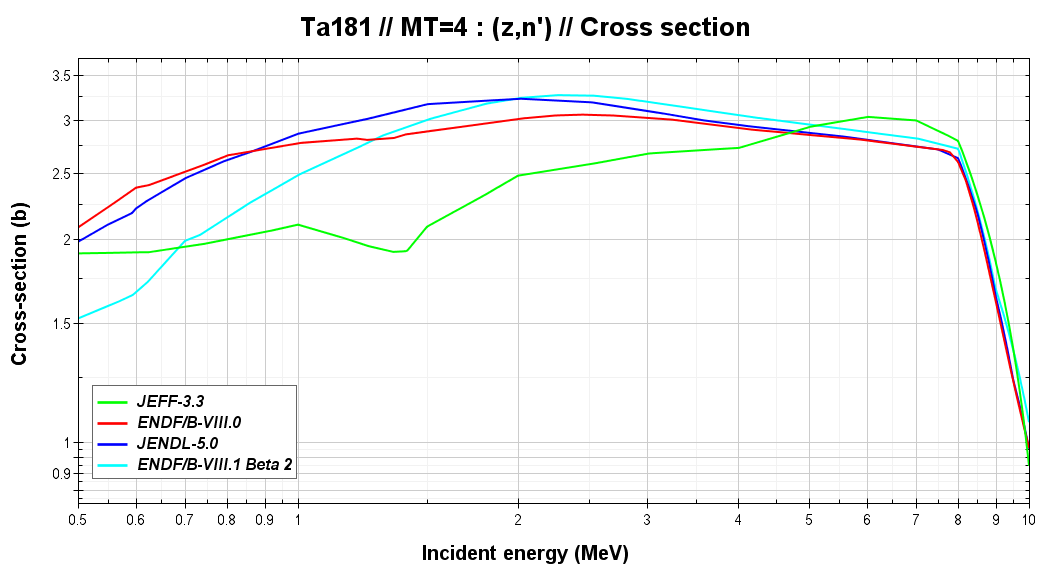 Ta181 // MT=4 : (z,n') // Cross section
Cross-section (b)
3.5
3
2.5
2
1.5
1
0.9
JEFF-3.3
ENDF/B-VIII.0
JENDL-5.0
ENDF/B-VIII.1 Beta 2
0.5 0.6 0.7 0.8 0.9 1 2 3 4 5 6 7 8 9 10
Incident energy (MeV)